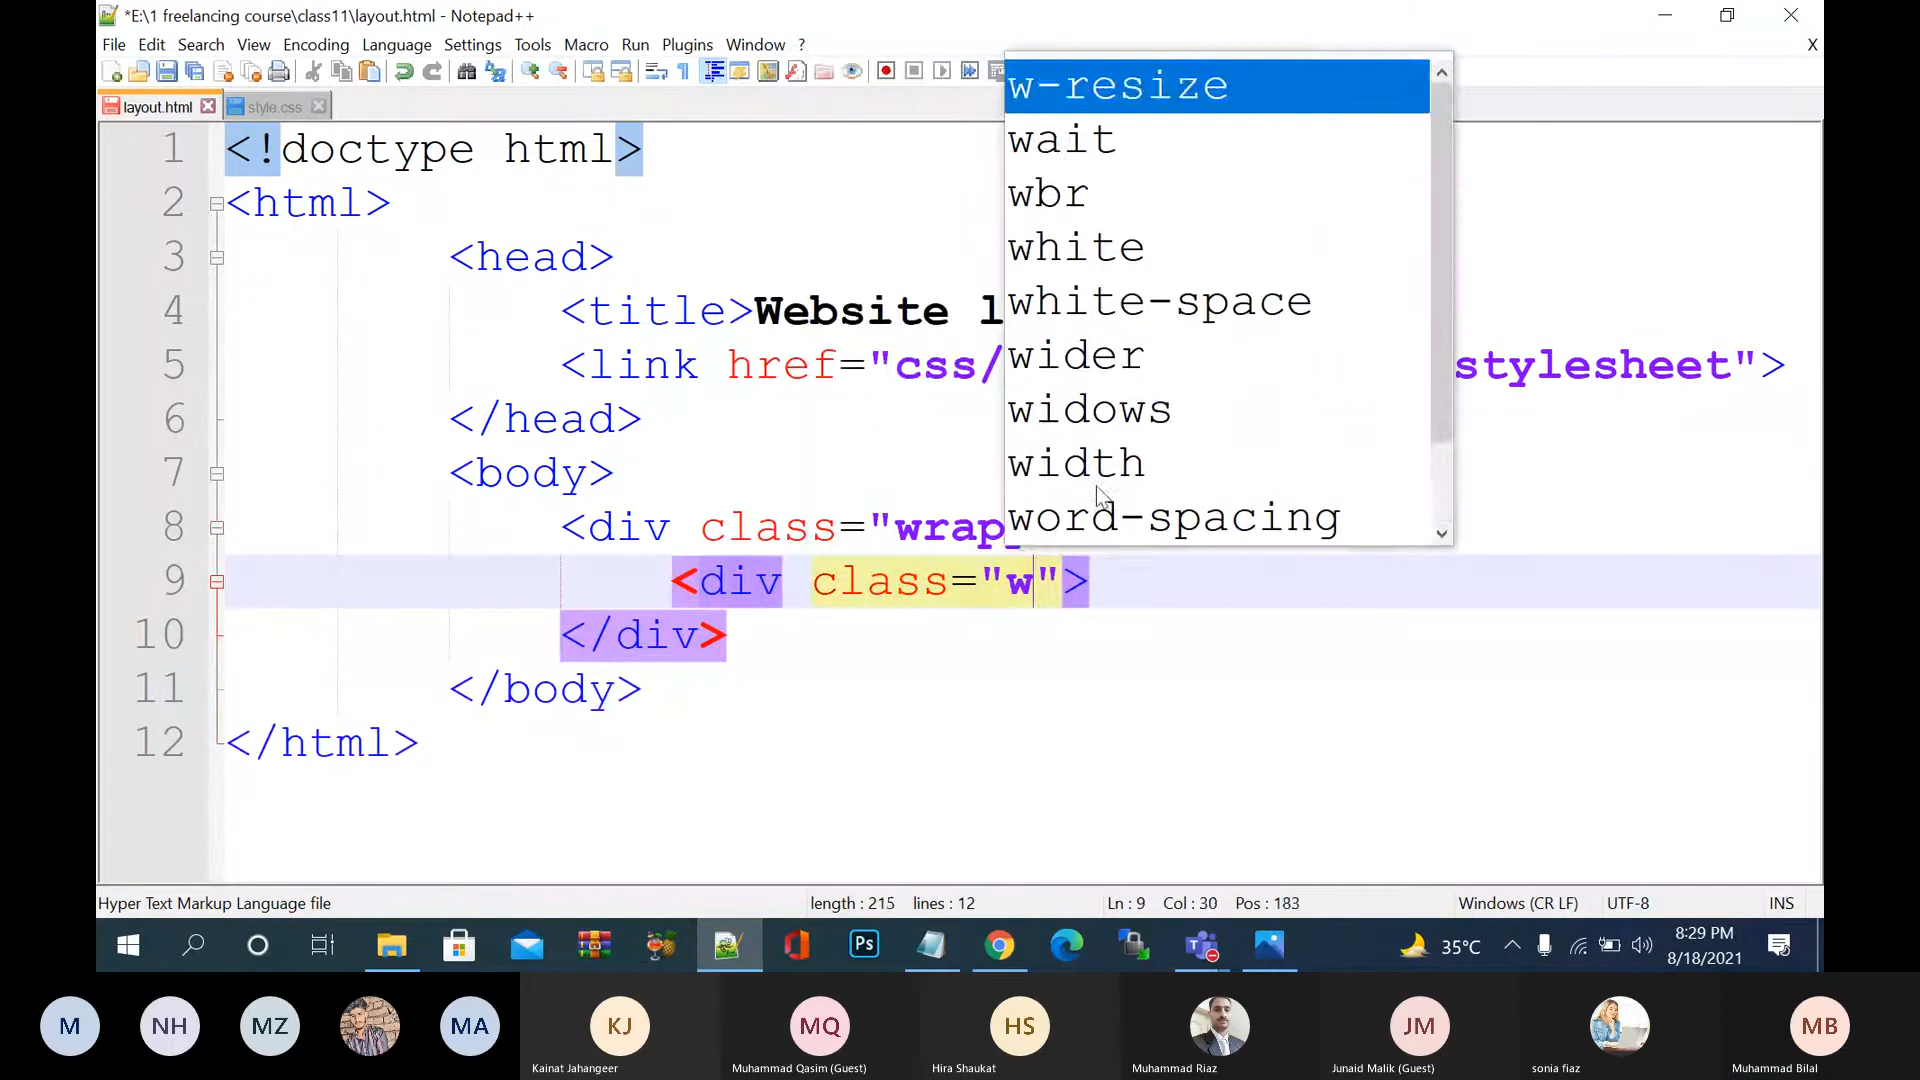 *E:\1 freelancing course\class11\layout.html - Notepad++
File Edit Search View Encoding Language Settings Tools Macro Run Plugins Window ? X
layout.html style.css
1 <!doctype html>
2 <html>
3 <head>
4 <title>Website l
5 <link href="css/ stylesheet">
6 </head>
7 <body>
8 <div class="wrap
9 <div class="w">
10 </div>
11 </body>
12 </html>
w-resize
wait
wbr
white
white-space
wider
widows
width
word-spacing
Hyper Text Markup Language file length : 215 lines : 12 Ln : 9 Col : 30 Pos : 183 Windows (CR LF) UTF-8 INS
Ps 35°C 8:29 PM
8/18/2021
M NH MZ MA KJ MQ HS JM MB
Kainat Jahangeer Muhammad Qasim (Guest) Hira Shaukat Muhammad Riaz Junaid Malik (Guest) sonia fiaz Muhammad Bilal